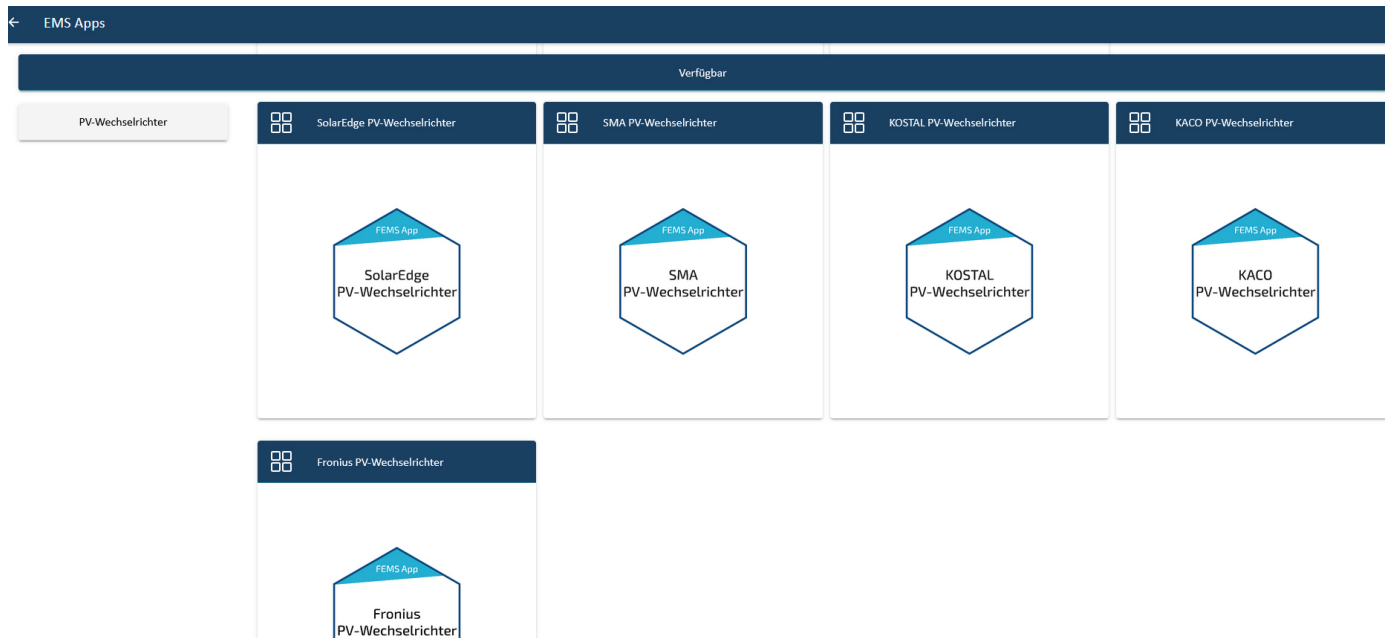 EMS Apps
Verfügbar
PV-Wechselrichter
SolarEdge PV-Wechselrichter
SMA PV-Wechselrichter
KOSTAL PV-Wechselrichter
KACO PV-Wechselrichter
FEMS App
SolarEdge
PV-Wechselrichter
FEMS App
SMA
PV-Wechselrichter
FEMS App
KOSTAL
PV-Wechselrichter
FEMS App
KACO
PV-Wechselrichter
Fronius PV-Wechselrichter
FEMS App
Fronius
PV-Wechselrichter